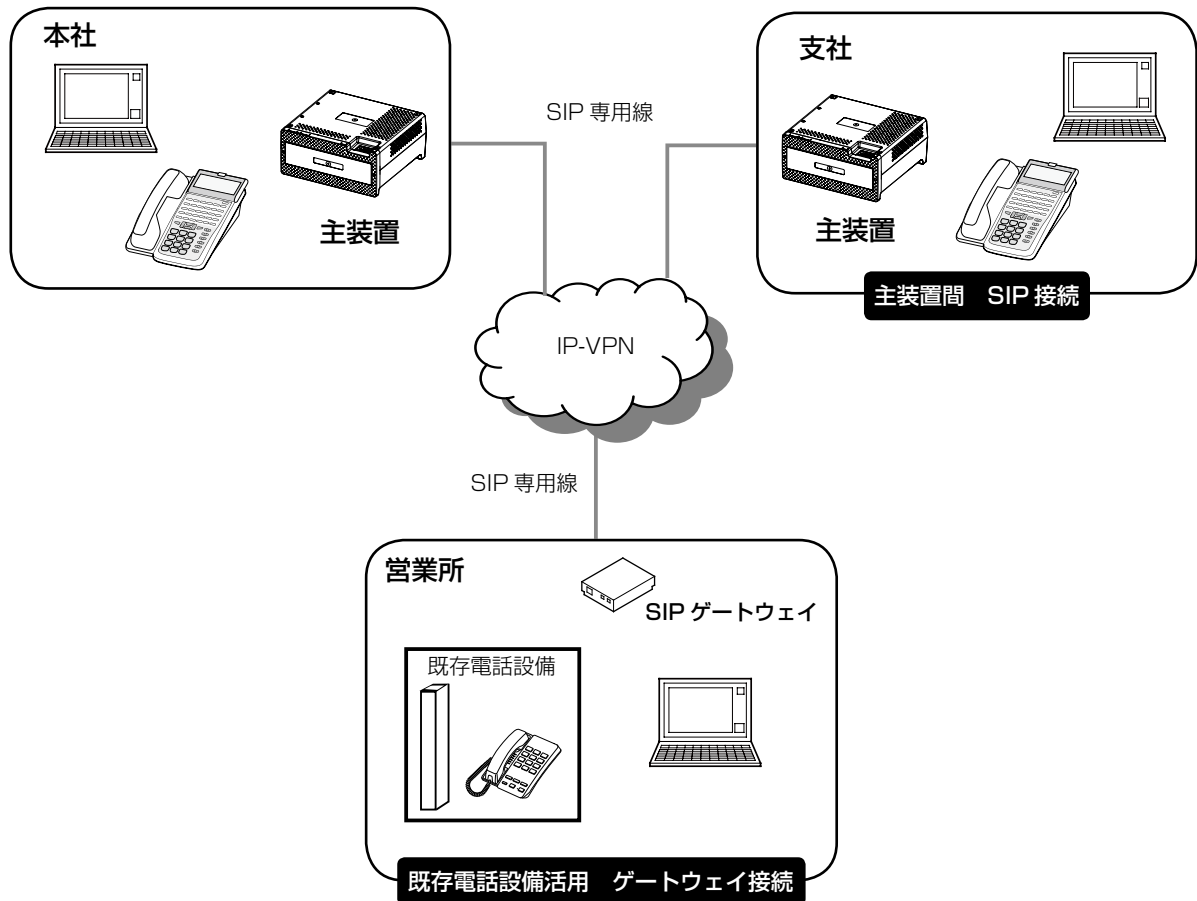 本社
主装置
SIP 専用線
支社
主装置
主装置間　SIP 接続
IP-VPN
SIP 専用線
営業所
SIP ゲートウェイ
既存電話設備
既存電話設備活用　ゲートウェイ接続